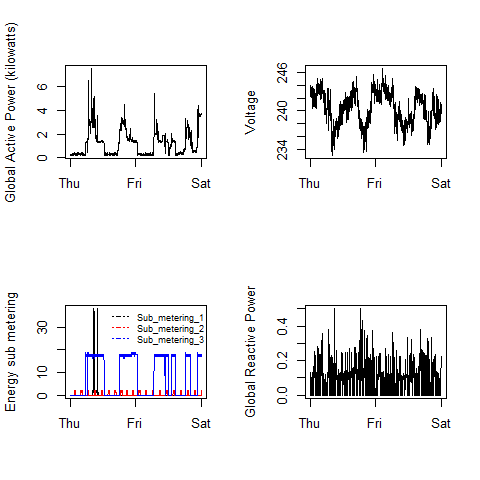 Global Active Power (kilowatts)
0 2 4 6
Thu Fri Sat
Voltage
234 240 246
Thu Fri Sat
Energy sub metering
0 10 30
Sub_metering_1
Sub_metering_2
Sub_metering_3
Thu Fri Sat
Global Reactive Power
0.0 0.2 0.4
Thu Fri Sat